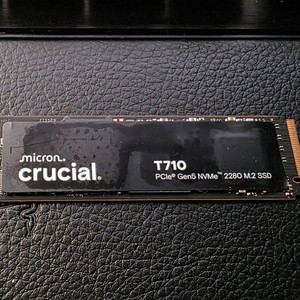 micron
crucial
T710
PCIe® Gen5 NVMe™ 2280 M.2 SSD